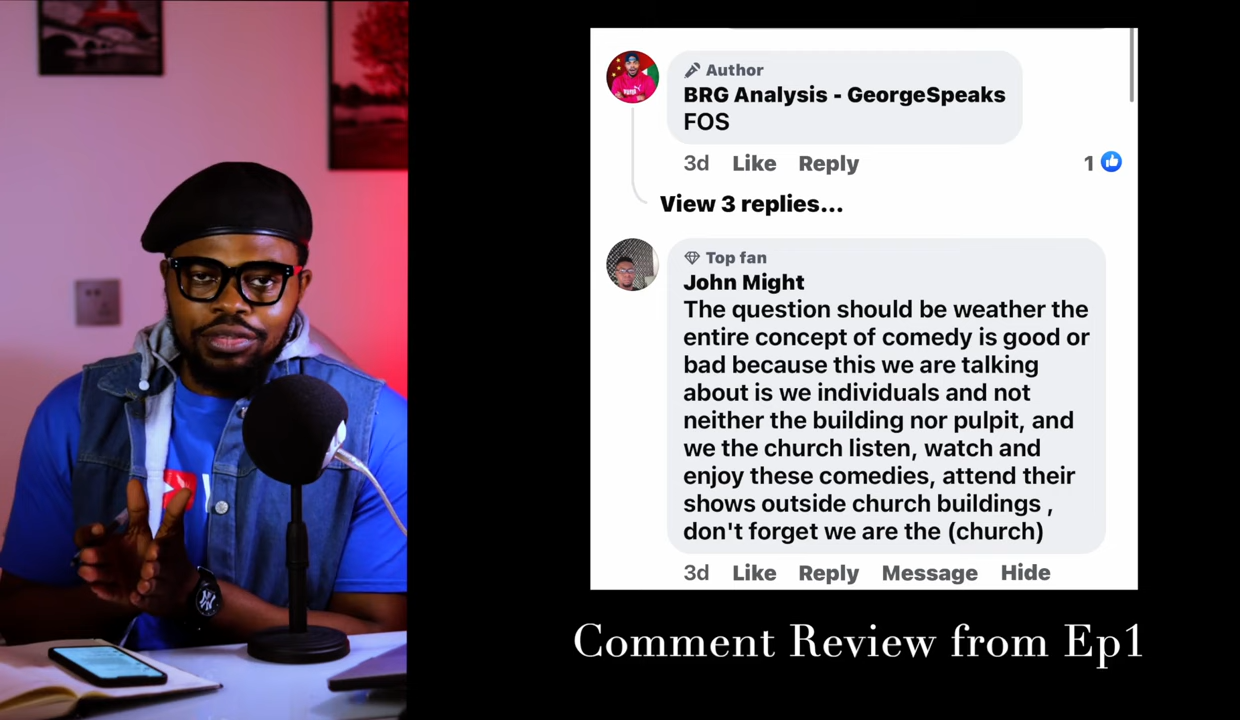 Author
BRG Analysis - GeorgeSpeaks
FOS
3d Like Reply 1
View 3 replies...
Top fan
John Might
The question should be weather the
entire concept of comedy is good or
bad because this we are talking
about is we individuals and not
neither the building nor pulpit, and
we the church listen, watch and
enjoy these comedies, attend their
shows outside church buildings ,
don't forget we are the (church)
3d Like Reply Message Hide
Comment Review from Ep1